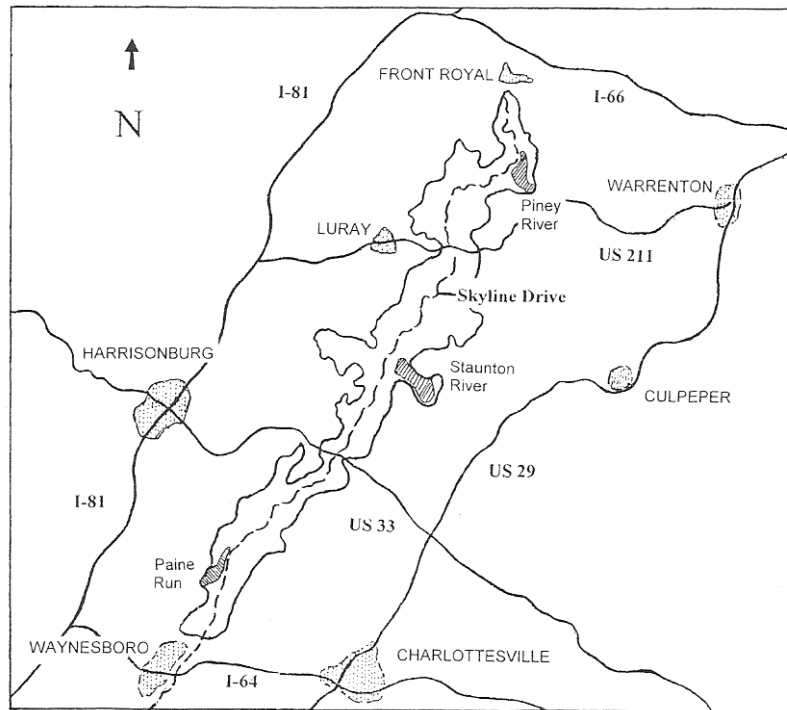 FRONT ROYAL
I-81
I-66
N
WARRENTON
Piney
River
LURAY
US 211
Skyline Drive
HARRISONBURG
Staunton
River
CULPEPER
US 29
I-81
US 33
Paine
Run
WAYNESBORO
CHARLOTTESVILLE
I-64